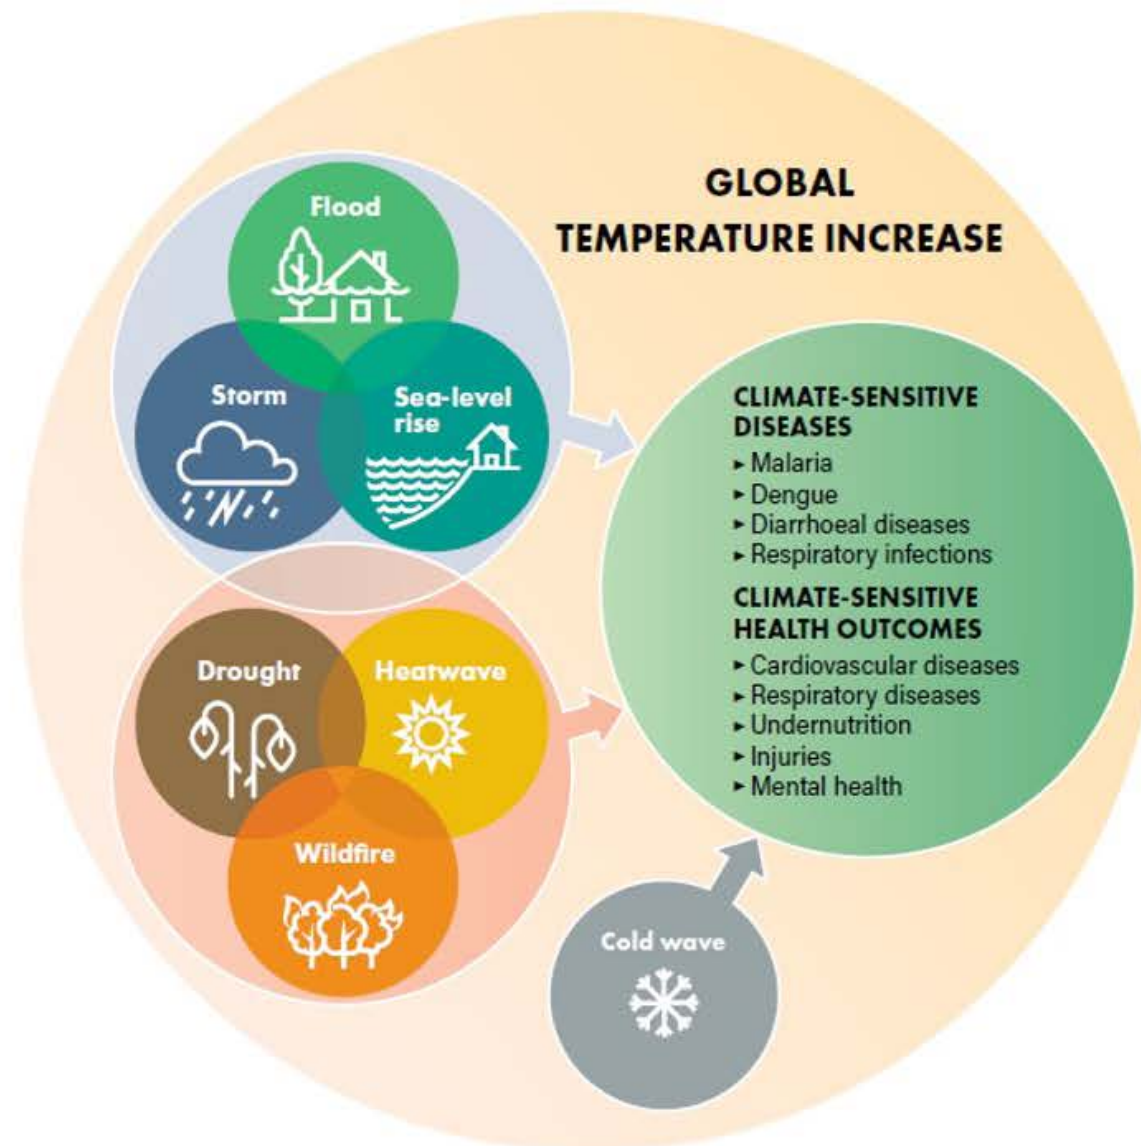 GLOBAL
TEMPERATURE INCREASE
Flood
Storm
Sea-level
rise
Drought
Heatwave
Wildfire
CLIMATE-SENSITIVE
DISEASES
► Malaria
► Dengue
► Diarrhoeal diseases
► Respiratory infections
CLIMATE-SENSITIVE
HEALTH OUTCOMES
► Cardiovascular diseases
► Respiratory diseases
► Undernutrition
► Injuries
► Mental health
Cold wave